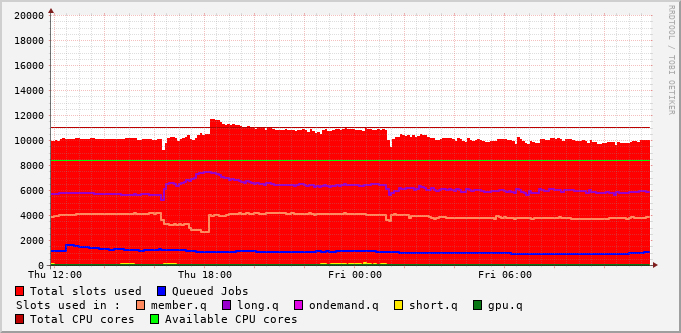 20000
18000
16000
14000
12000
10000
8000
6000
4000
2000
0
Thu 12:00 Thu 18:00 Fri 00:00 Fri 06:00
Total slots used Queued Jobs
Slots used in : member.q long.q ondemand.q short.q gpu.q
Total CPU cores Available CPU cores
RRDTOOL / TOBI OETIKER